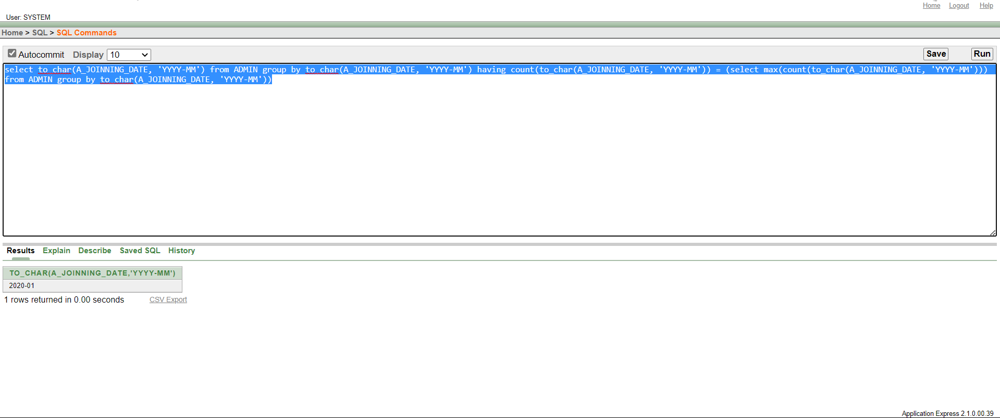 Home Logout Help
User: SYSTEM
Home > SQL > SQL Commands
Autocommit Display 10 Save Run
select to_char(A_JOINNING_DATE, 'YYYY-MM') from ADMIN group by to_char(A_JOINNING_DATE, 'YYYY-MM') having count(to_char(A_JOINNING_DATE, 'YYYY-MM')) = (select max(count(to_char(A_JOINNING_DATE, 'YYYY-MM')))
from ADMIN group by to_char(A_JOINNING_DATE, 'YYYY-MM'))
Results Explain Describe Saved SQL History
TO_CHAR(A_JOINNING_DATE,'YYYY-MM')
2020-01
1 rows returned in 0.00 seconds CSV Export
Application Express 2.1.0.00.39